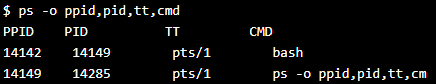 $ ps -o ppid,pid,tt,cmd
PPID PID TT CMD
14142 14149 pts/1 bash
14149 14285 pts/1 ps -o ppid,pid,tt,cm